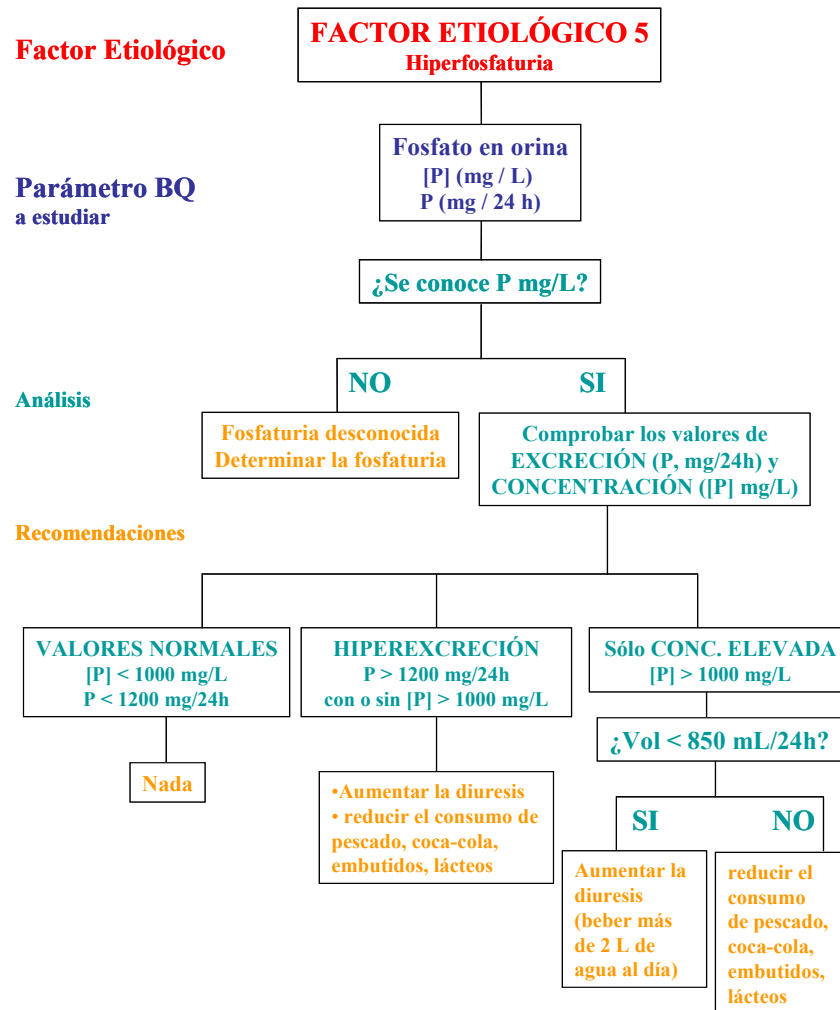 Factor Etiológico
FACTOR ETIOLÓGICO 5
Hiperfosfaturia
Parámetro BQ
a estudiar
Fosfato en orina
[P] (mg / L)
P (mg / 24 h)
¿Se conoce P mg/L?
NO
SI
Análisis
Fosfaturia desconocida
Determinar la fosfaturia
Comprobar los valores de
EXCRECIÓN (P, mg/24h) y
CONCENTRACIÓN ([P] mg/L)
Recomendaciones
VALORES NORMALES
[P] < 1000 mg/L
P < 1200 mg/24h
HIPEREXCRECIÓN
P > 1200 mg/24h
con o sin [P] > 1000 mg/L
Sólo CONC. ELEVADA
[P] > 1000 mg/L
¿Vol < 850 mL/24h?
Nada
•Aumentar la diuresis
• reducir el consumo de
pescado, coca-cola,
embutidos, lácteos
SI
NO
Aumentar la
diuresis
(beber más
de 2 L de
agua al día)
reducir el
consumo
de pescado,
coca-cola,
embutidos,
lácteos